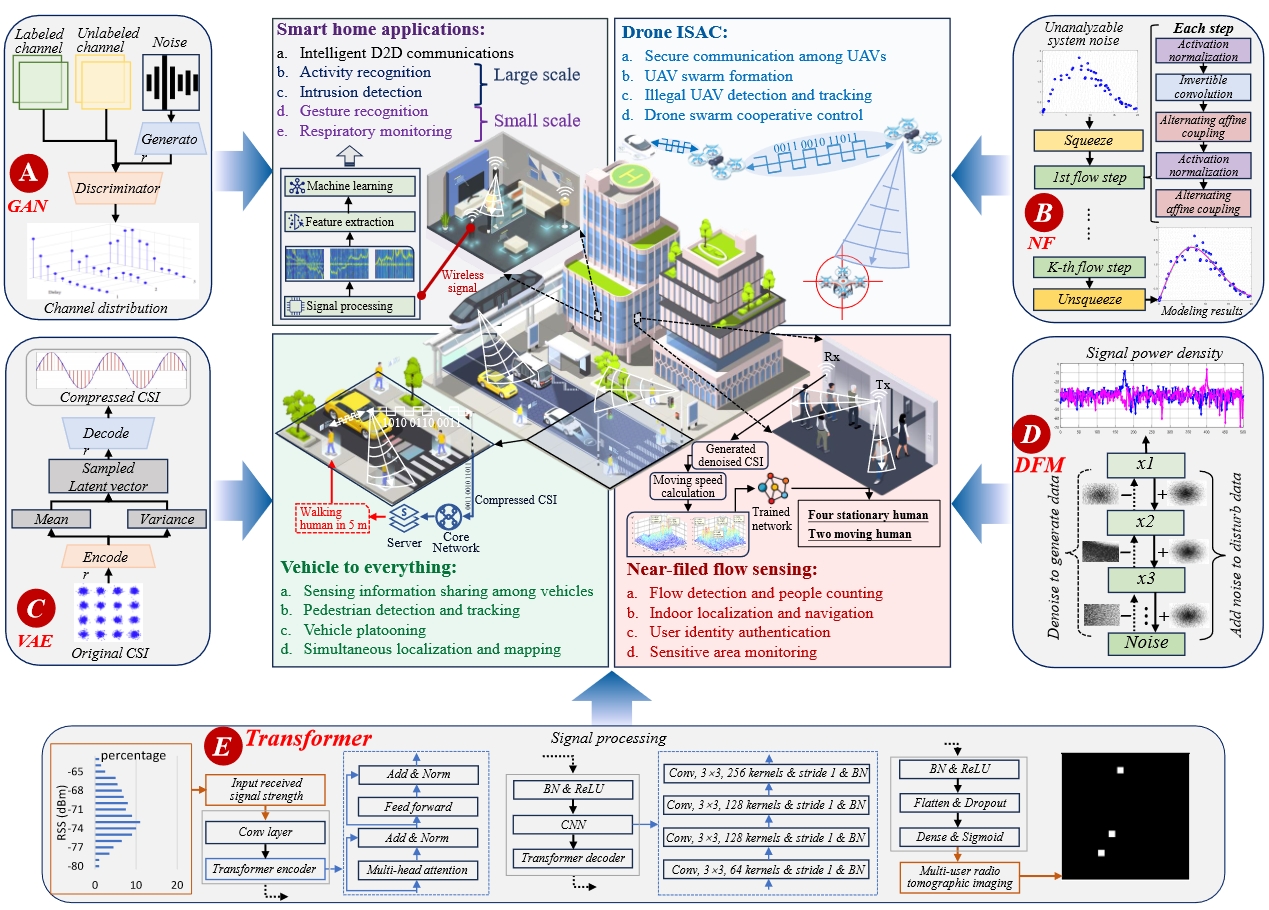 Labeled
channel
Unlabeled
channel
Noise
Generato
r
Discriminator
A
GAN
Channel distribution
Smart home applications:
a. Intelligent D2D communications
b. Activity recognition
c. Intrusion detection
Large scale
d. Gesture recognition
e. Respiratory monitoring
Small scale
Machine learning
Feature extraction
Signal processing
Wireless
signal
Drone ISAC:
a. Secure communication among UAVs
b. UAV swarm formation
c. Illegal UAV detection and tracking
d. Drone swarm cooperative control
0011 0010 11011
H
Unanalyzable
system noise
Squeeze
1st flow step
B
NF
K-th flow step
Unsqueeze
Each step
Activation
normalization
Invertible
convolution
Alternating affine
coupling
Activation
normalization
Alternating
affine coupling
Modeling results
Compressed CSI
Decode
r
Sampled
Latent vector
Mean
Variance
Encode
r
C
VAE
Original CSI
1010 0110 0011
0011 0010 11011
Compressed CSI
Walking
human in 5 m
S
Server
Core
Network
Vehicle to everything:
a. Sensing information sharing among vehicles
b. Pedestrian detection and tracking
c. Vehicle platooning
d. Simultaneous localization and mapping
Rx
Tx
Generated
denoised CSI
Moving speed
calculation
Trained
network
Four stationary human
Two moving human
Near-filed flow sensing:
a. Flow detection and people counting
b. Indoor localization and navigation
c. User identity authentication
d. Sensitive area monitoring
Signal power density
D
DFM
Denoise to generate data
x1
x2
x3
Noise
Add noise to disturb data
E
Transformer
Signal processing
percentage
RSS (dBm)
-65
-68
-71
-74
-77
-80
0 10 20
Input received
signal strength
Conv layer
Transformer encoder
Add & Norm
Feed forward
Add & Norm
Multi-head attention
BN & ReLU
CNN
Transformer decoder
Conv, 3×3, 256 kernels & stride 1 & BN
Conv, 3×3, 128 kernels & stride 1 & BN
Conv, 3×3, 128 kernels & stride 1 & BN
Conv, 3×3, 64 kernels & stride 1 & BN
BN & ReLU
Flatten & Dropout
Dense & Sigmoid
Multi-user radio
tomographic imaging